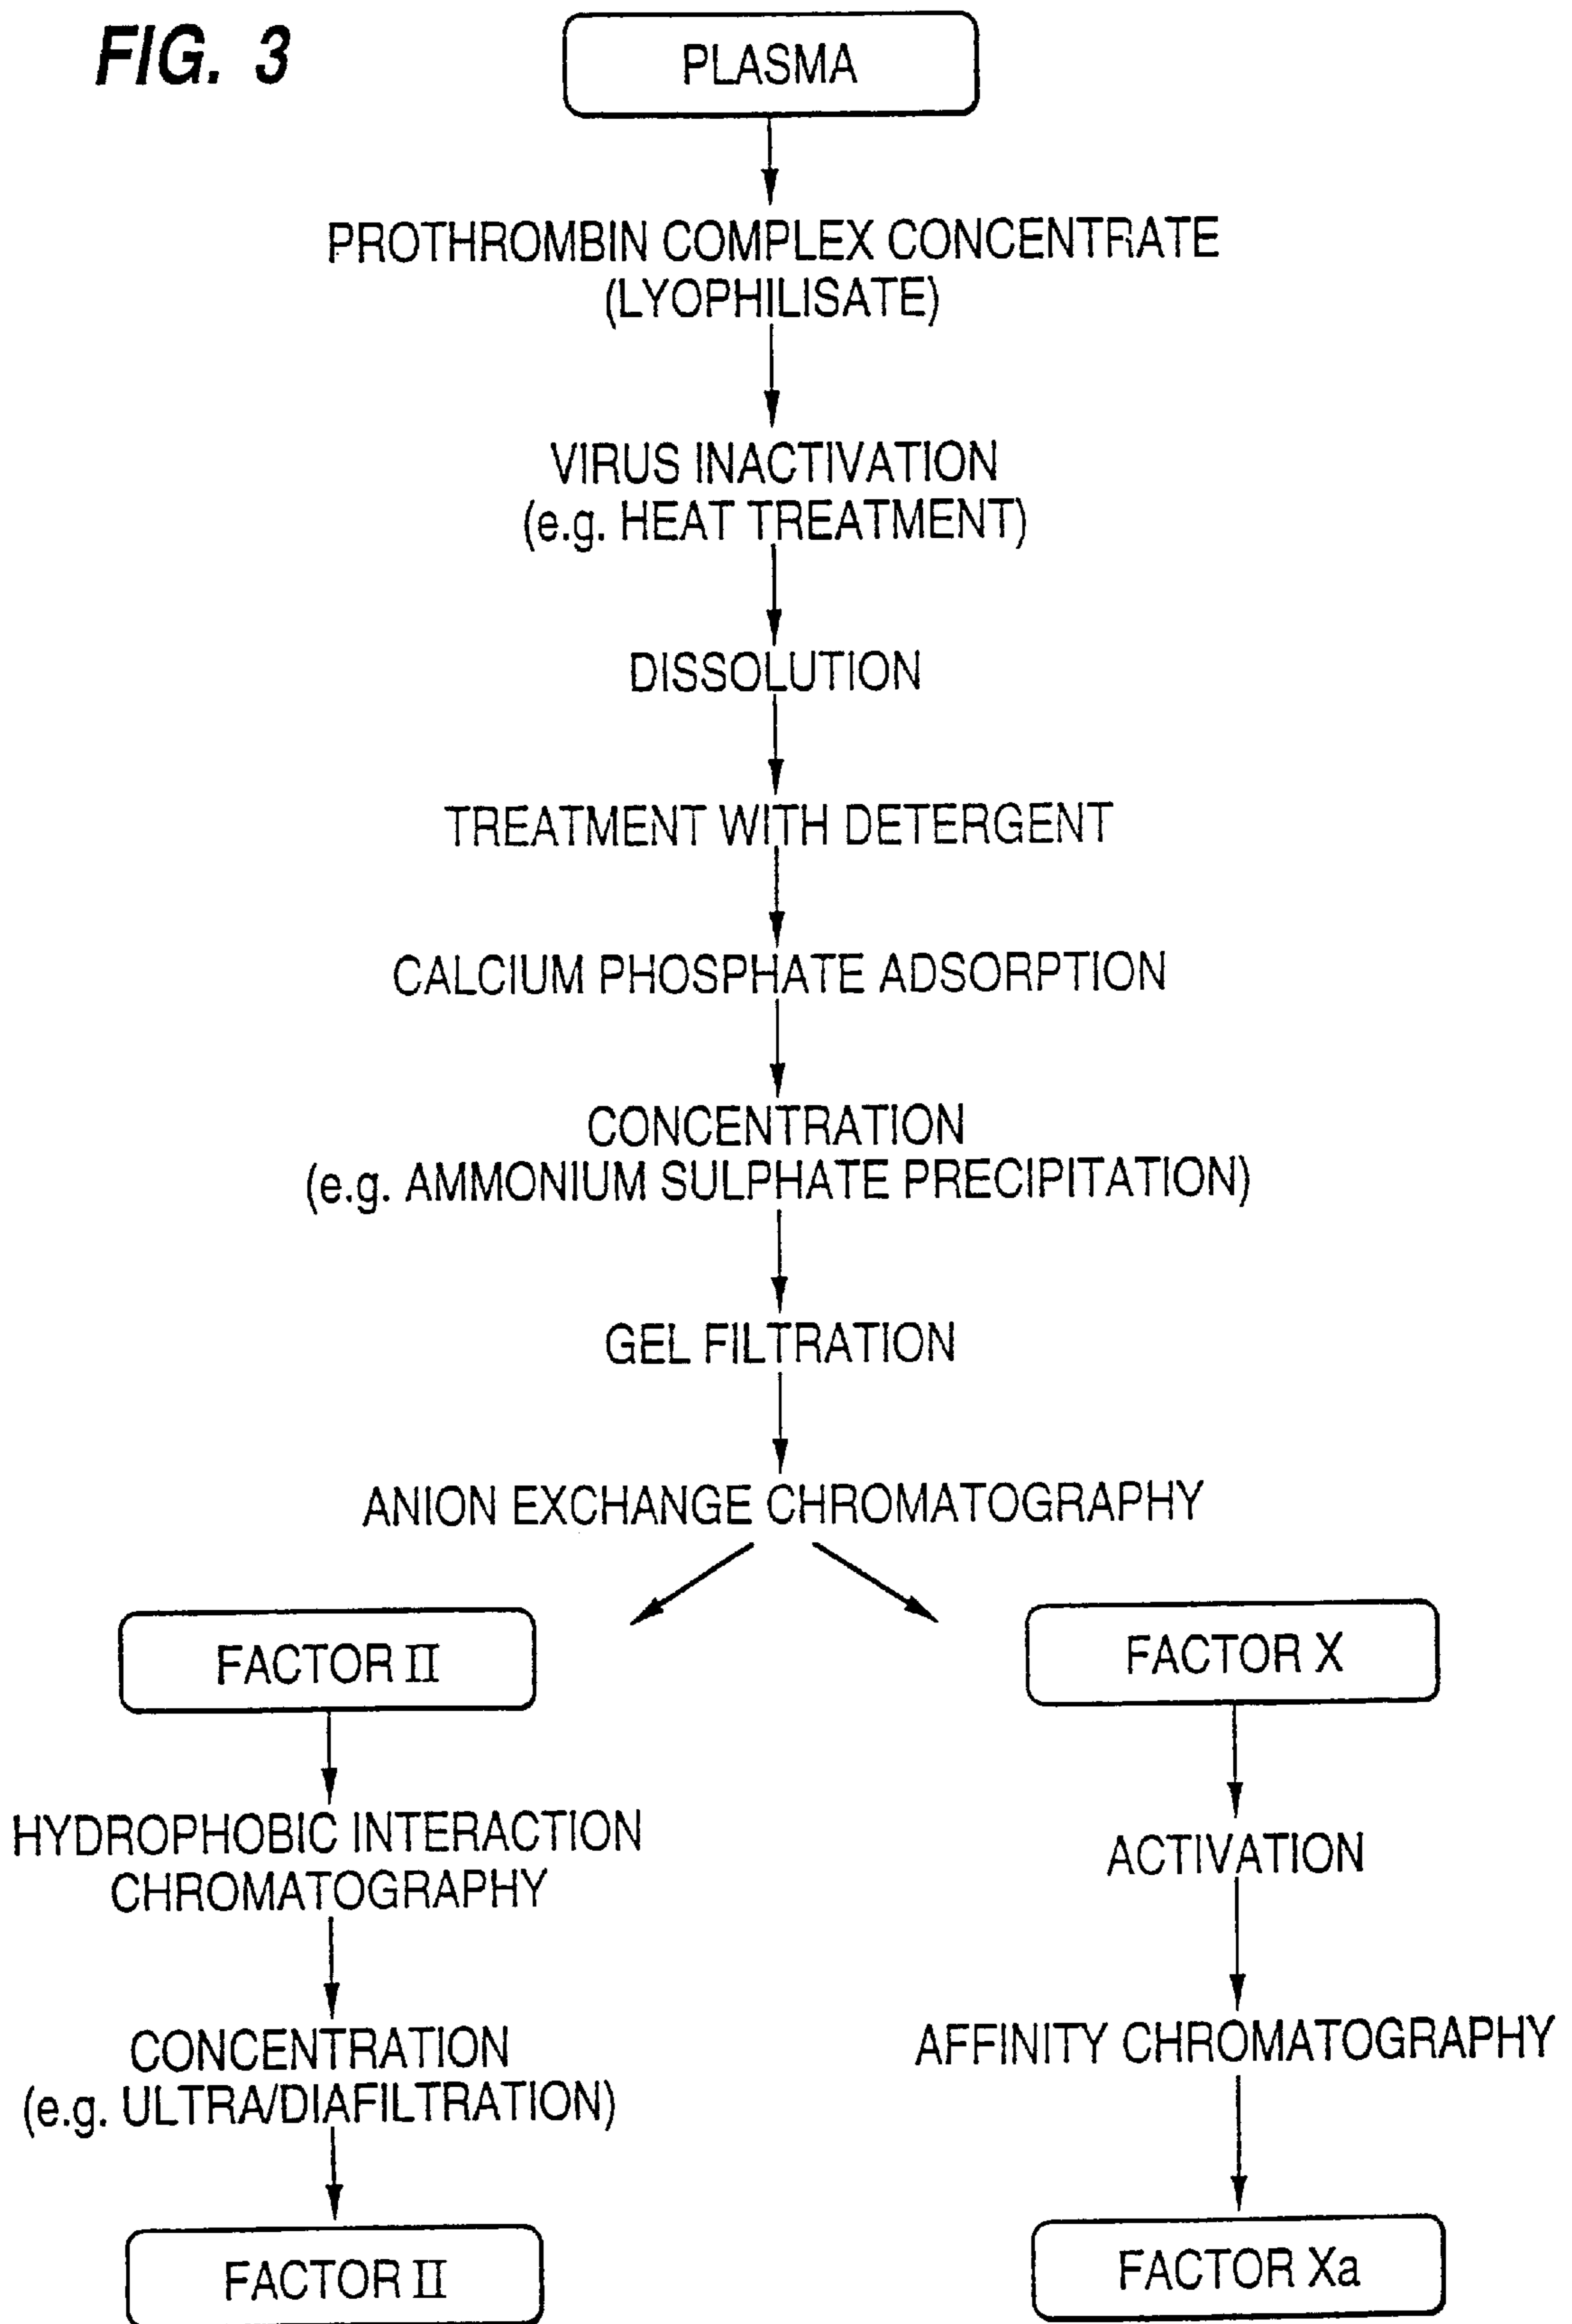 FIG. 3
PLASMA
PROTHROMBIN COMPLEX CONCENTRATE
(LYOPHILISATE)
VIRUS INACTIVATION
(e.g. HEAT TREATMENT)
DISSOLUTION
TREATMENT WITH DETERGENT
CALCIUM PHOSPHATE ADSORPTION
CONCENTRATION
(e.g. AMMONIUM SULPHATE PRECIPITATION)
GEL FILTRATION
ANION EXCHANGE CHROMATOGRAPHY
FACTOR II
HYDROPHOBIC INTERACTION
CHROMATOGRAPHY
CONCENTRATION
(e.g. ULTRA/DIAFILTRATION)
FACTOR II
FACTOR X
ACTIVATION
AFFINITY CHROMATOGRAPHY
FACTOR Xa